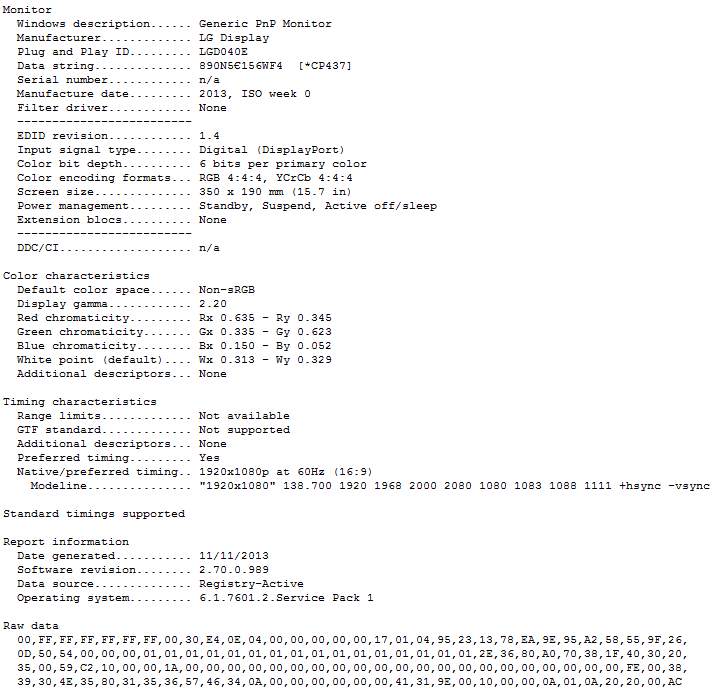 Monitor
Windows description...... Generic PnP Monitor
Manufacturer............. LG Display
Plug and Play ID......... LGD040E
Data string.............. 890N5Є156WF4 [*CP437]
Serial number............ n/a
Manufacture date......... 2013, ISO week 0
Filter driver............ None
-------------------------
EDID revision............ 1.4
Input signal type........ Digital (DisplayPort)
Color bit depth.......... 6 bits per primary color
Color encoding formats... RGB 4:4:4, YCrCb 4:4:4
Screen size.............. 350 x 190 mm (15.7 in)
Power management......... Standby, Suspend, Active off/sleep
Extension blocs.......... None
-------------------------
DDC/CI................... n/a
Color characteristics
Default color space...... Non-sRGB
Display gamma............ 2.20
Red chromaticity......... Rx 0.635 - Ry 0.345
Green chromaticity....... Gx 0.335 - Gy 0.623
Blue chromaticity........ Bx 0.150 - By 0.052
White point (default).... Wx 0.313 - Wy 0.329
Additional descriptors... None
Timing characteristics
Range limits............. Not available
GTF standard............. Not supported
Additional descriptors... None
Preferred timing......... Yes
Native/preferred timing.. 1920x1080p at 60Hz (16:9)
Modeline............... "1920x1080" 138.700 1920 1968 2000 2080 1080 1083 1088 1111 +hsync -vsync
Standard timings supported
Report information
Date generated........... 11/11/2013
Software revision........ 2.70.0.989
Data source.............. Registry-Active
Operating system......... 6.1.7601.2.Service Pack 1
Raw data
00,FF,FF,FF,FF,FF,FF,00,30,E4,0E,04,00,00,00,00,00,17,01,04,95,23,13,78,EA,9E,95,A2,58,55,9F,26,
0D,50,54,00,00,00,01,01,01,01,01,01,01,01,01,01,01,01,01,01,01,01,2E,36,80,A0,70,38,1F,40,30,20,
35,00,59,C2,10,00,00,1A,00,00,00,00,00,00,00,00,00,00,00,00,00,00,00,00,00,00,00,00,00,FE,00,38,
39,30,4E,35,80,31,35,36,57,46,34,0A,00,00,00,00,00,00,41,31,9E,00,10,00,00,0A,01,0A,20,20,00,AC